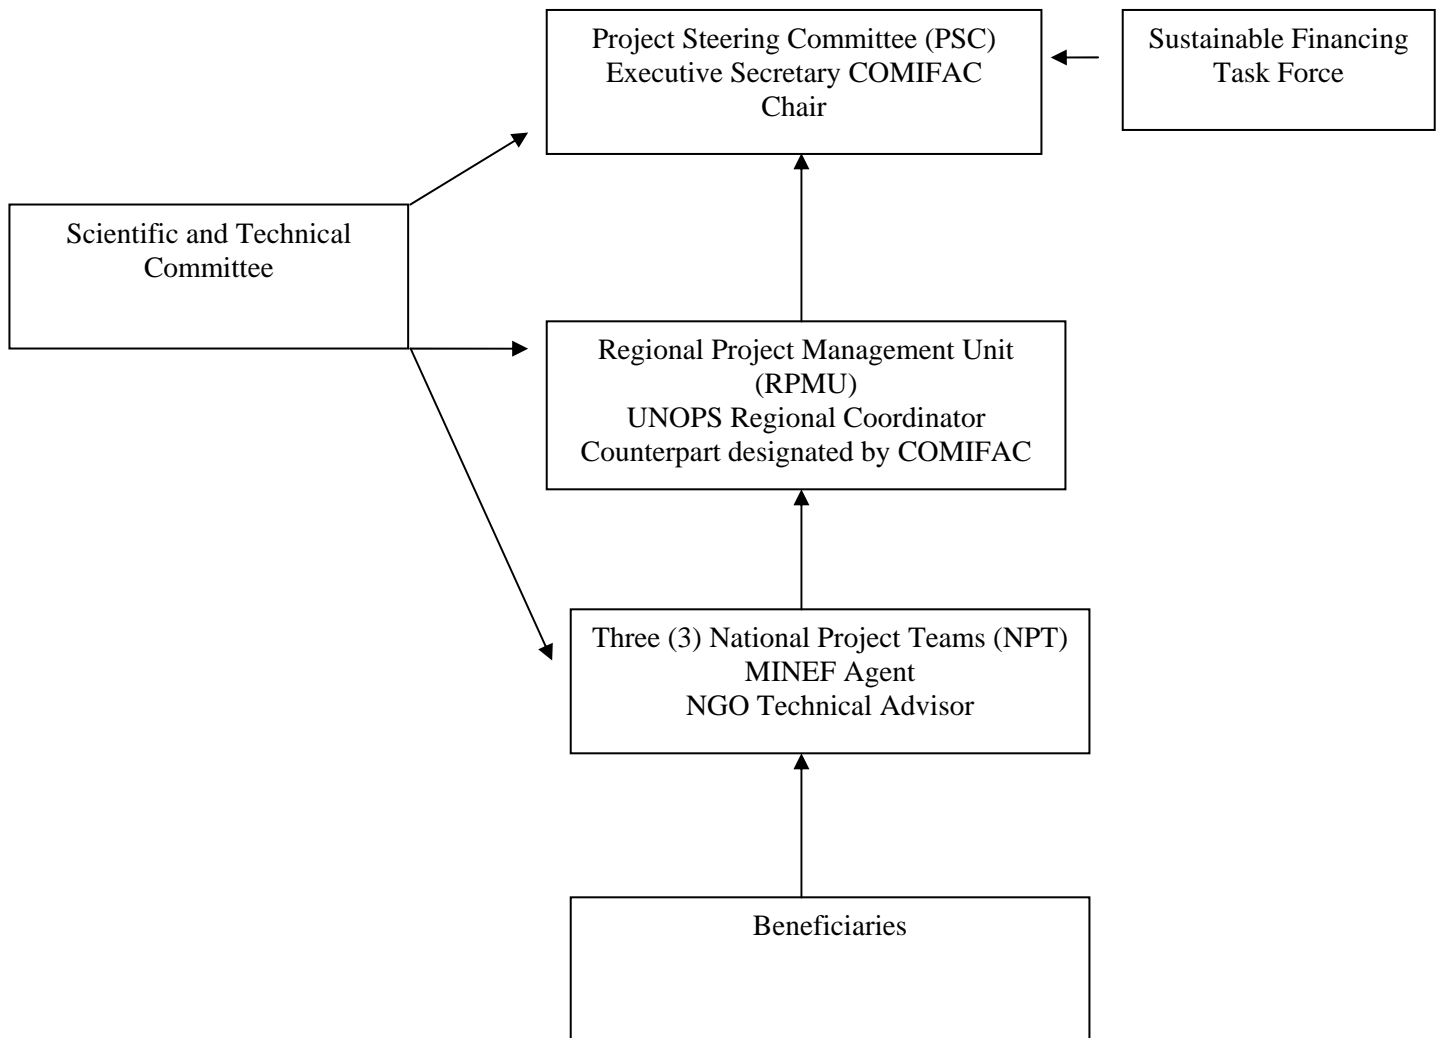 Project Steering Committee (PSC)
Executive Secretary COMIFAC
Chair
Sustainable Financing
Task Force
Scientific and Technical
Committee
Regional Project Management Unit
(RPMU)
UNOPS Regional Coordinator
Counterpart designated by COMIFAC
Three (3) National Project Teams (NPT)
MINEF Agent
NGO Technical Advisor
Beneficiaries